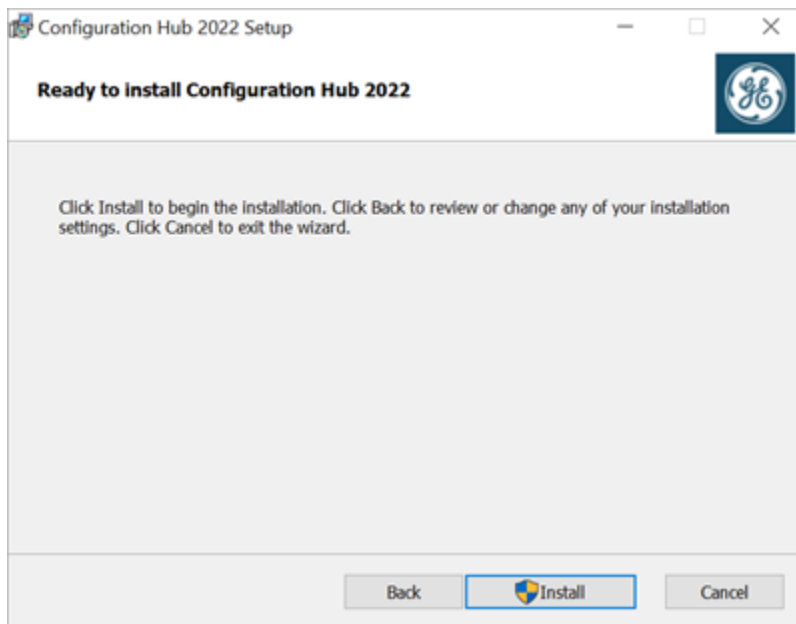 Configuration Hub 2022 Setup
Ready to install Configuration Hub 2022
Click Install to begin the installation. Click Back to review or change any of your installation
settings. Click Cancel to exit the wizard.
Back
Install
Cancel